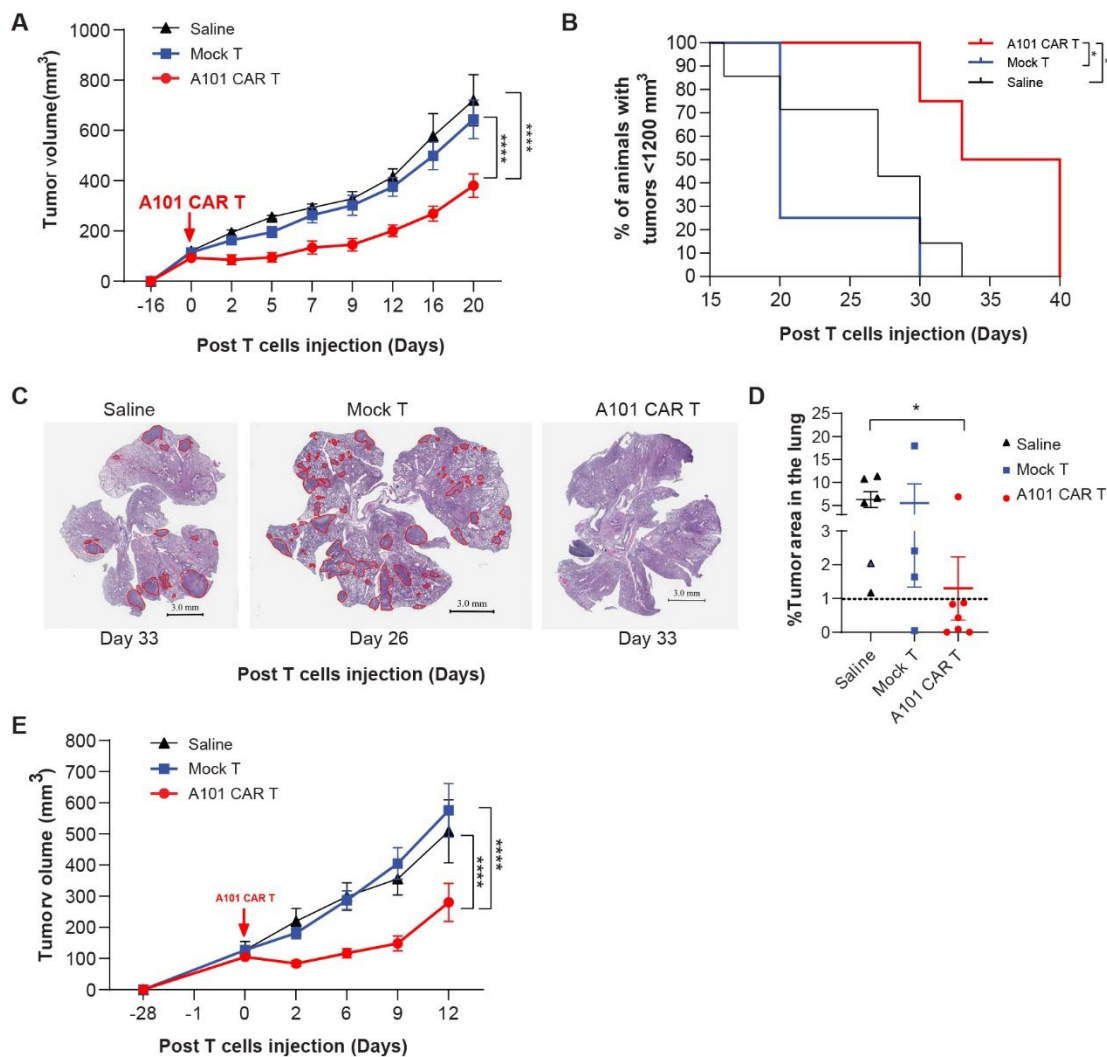 A
Saline
Mock T
A101 CAR T
Tumor volume(mm3)
1000
800
600
400
200
0
A101 CAR T
****
****
-16 0 2 5 7 9 12 16 20
Post T cells injection (Days)
B
% of animals with
tumors <1200 mm3
100
90
80
70
60
50
40
30
20
10
0
A101 CAR T
Mock T
Saline
*
*
15 20 25 30 35 40
Post T cells injection (Days)
C
Saline Mock T A101 CAR T
3.0 mm 3.0 mm 3.0 mm
Day 33 Day 26 Day 33
Post T cells injection (Days)
D
%Tumor area in the lung
25
20
15
10
5
2
1
0
*
Saline
Mock T
A101 CAR T
Saline Mock T A101 CAR T
E
Saline
Mock T
A101 CAR T
Tumorv olume (mm3)
800
700
600
500
400
300
200
100
0
A101 CAR T
****
****
-28 -1 0 2 6 9 12
Post T cells injection (Days)